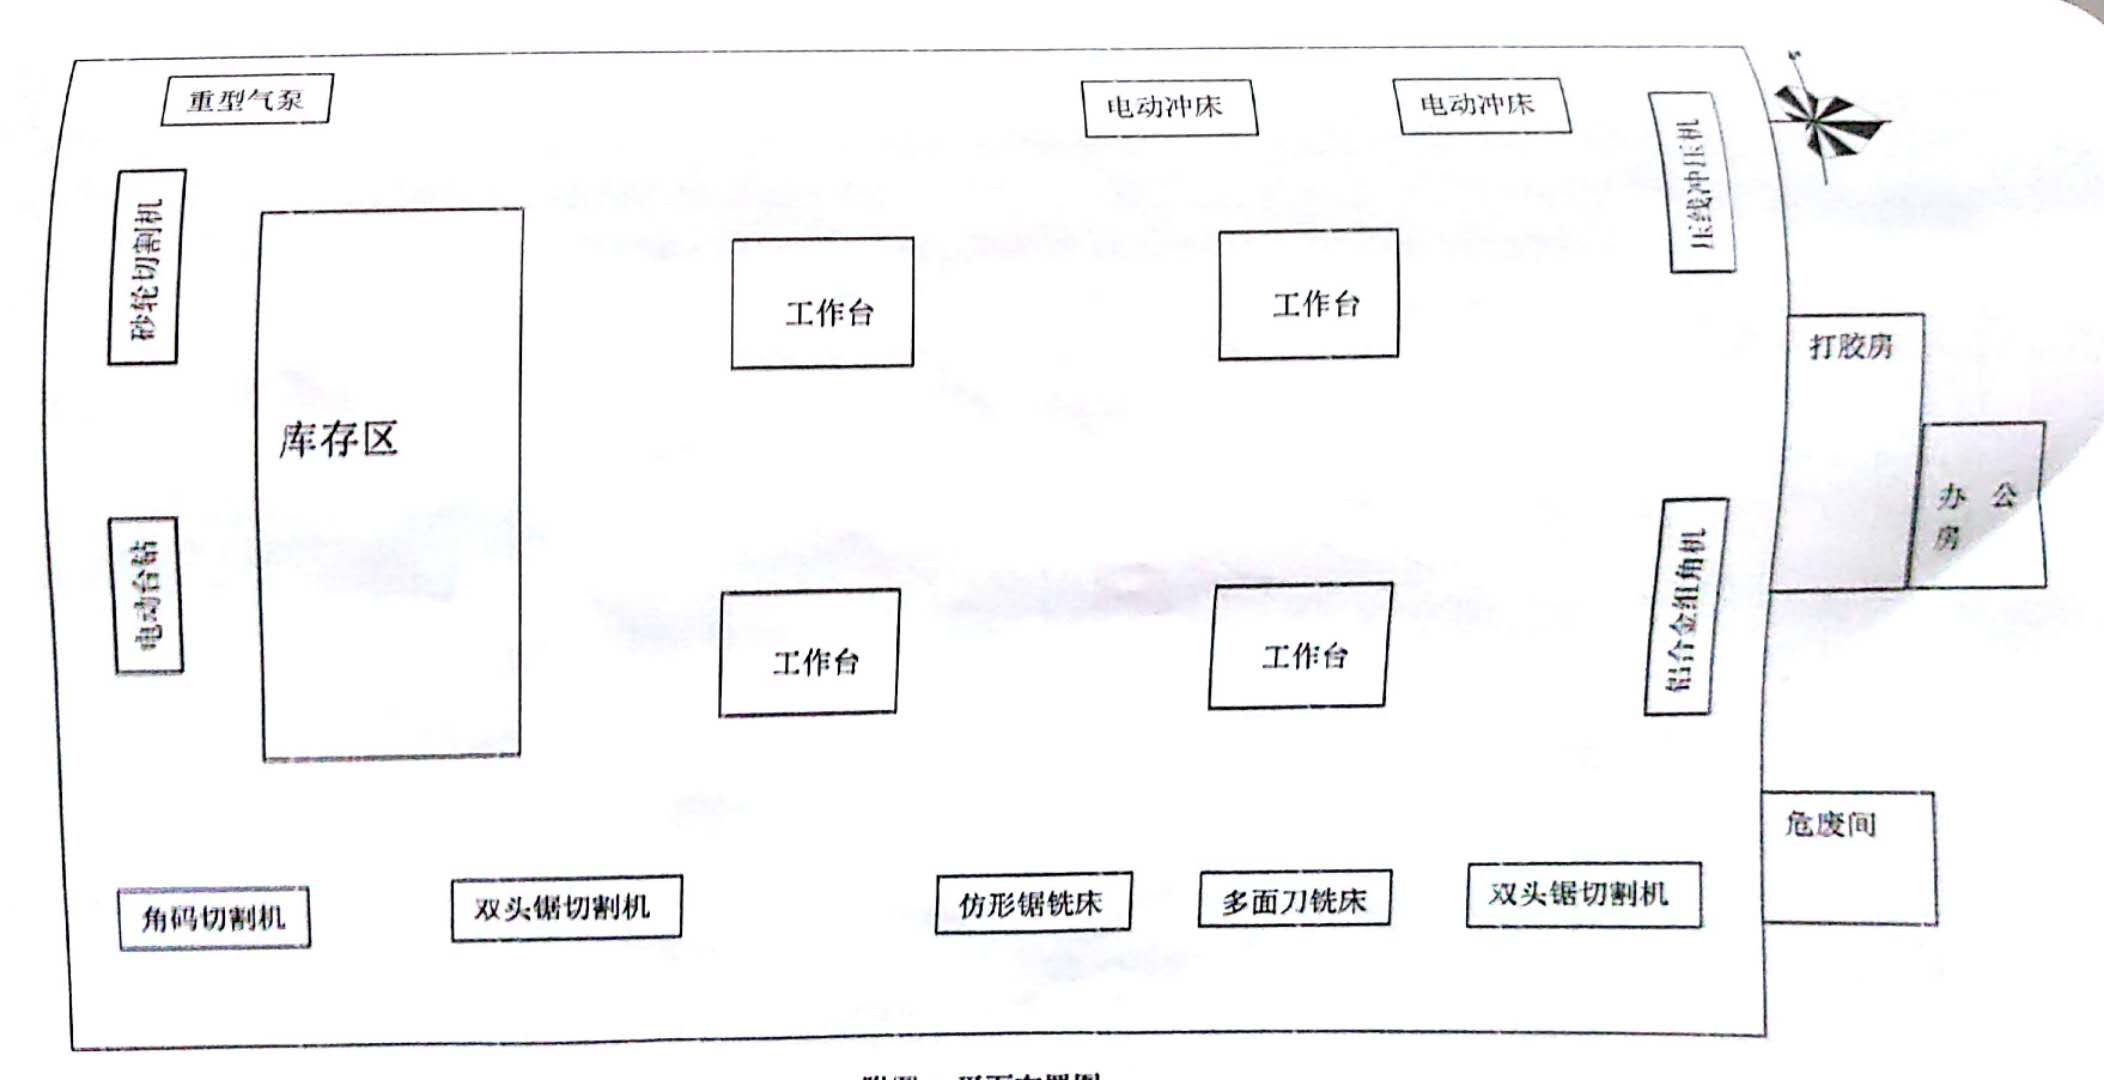 重型气泵
电动冲床
电动冲床
压线冲压机
砂轮切割机
库存区
工作台
工作台
打胶房
办公
房
电动台钻
工作台
工作台
铝合金组角机
危废间
角码切割机
双头锯切割机
仿形锯铣床
多面刀铣床
双头锯切割机